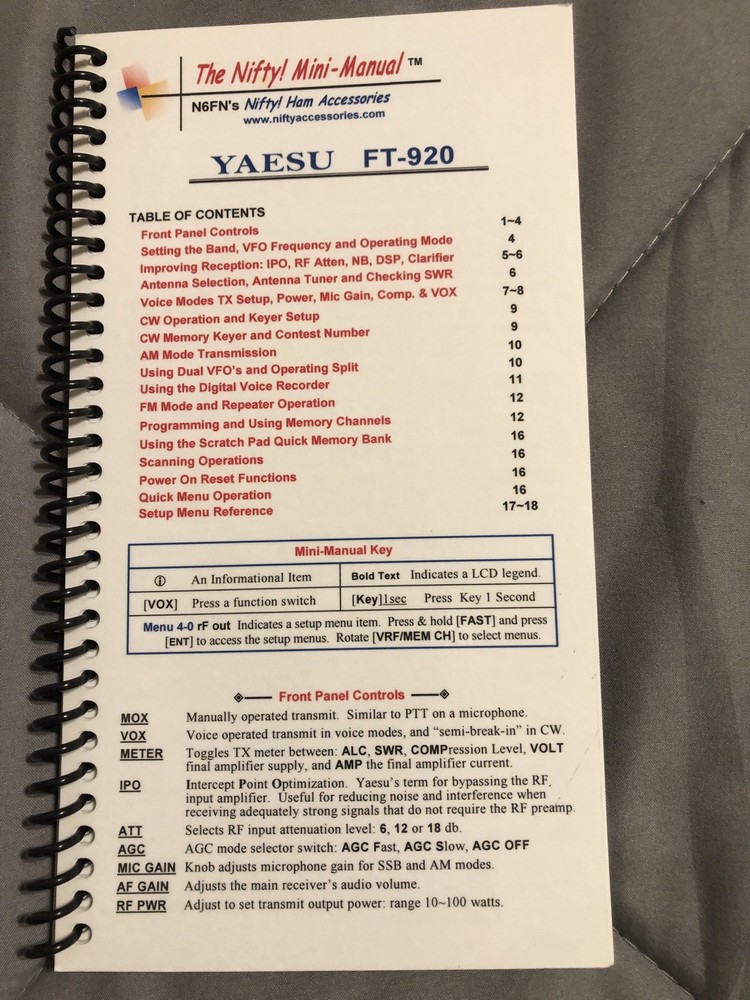 The Nifty! Mini-Manual ™
N6FN's Nifty! Ham Accessories
www.niftyaccessories.com
YAESU FT-920
TABLE OF CONTENTS
Front Panel Controls 1~4
Setting the Band, VFO Frequency and Operating Mode 4
Improving Reception: IPO, RF Atten, NB, DSP, Clarifier 5~6
Antenna Selection, Antenna Tuner and Checking SWR 6
Voice Modes TX Setup, Power, Mic Gain, Comp. & VOX 7~8
CW Operation and Keyer Setup 9
CW Memory Keyer and Contest Number 9
AM Mode Transmission 10
Using Dual VFO's and Operating Split 10
Using the Digital Voice Recorder 11
FM Mode and Repeater Operation 12
Programming and Using Memory Channels 12
Using the Scratch Pad Quick Memory Bank 16
Scanning Operations 16
Power On Reset Functions 16
Quick Menu Operation 16
Setup Menu Reference 17~18
Mini-Manual Key
ⓘ An Informational Item Bold Text Indicates a LCD legend.
[VOX] Press a function switch [Key]1sec Press Key 1 Second
Menu 4-0 rF out Indicates a setup menu item. Press & hold [FAST] and press
[ENT] to access the setup menus. Rotate [VRF/MEM CH] to select menus.
Front Panel Controls
MOX Manually operated transmit. Similar to PTT on a microphone.
VOX Voice operated transmit in voice modes, and “semi-break-in” in CW.
METER Toggles TX meter between: ALC, SWR, COMPression Level, VOLT
final amplifier supply, and AMP the final amplifier current.
IPO Intercept Point Optimization. Yaesu's term for bypassing the RF
input amplifier. Useful for reducing noise and interference when
receiving adequately strong signals that do not require the RF preamp.
ATT Selects RF input attenuation level: 6, 12 or 18 db.
AGC AGC mode selector switch: AGC Fast, AGC Slow, AGC OFF
MIC GAIN Knob adjusts microphone gain for SSB and AM modes.
AF GAIN Adjusts the main receiver's audio volume.
RF PWR Adjust to set transmit output power: range 10~100 watts.